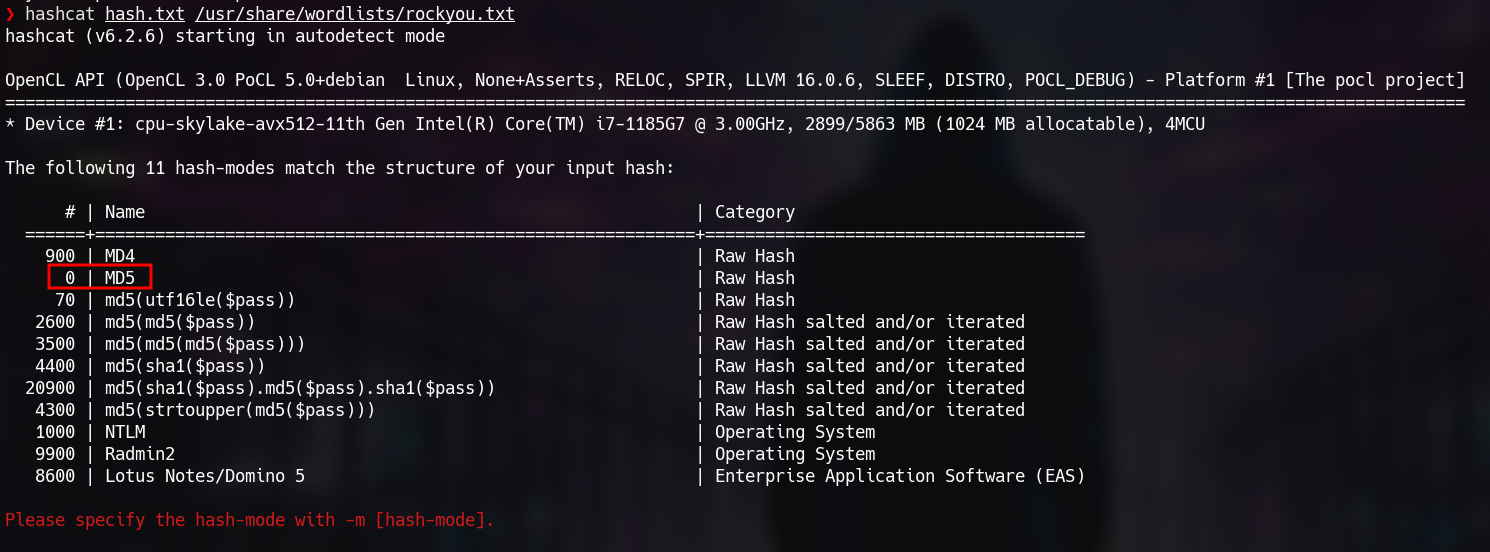 ❯ hashcat hash.txt /usr/share/wordlists/rockyou.txt
hashcat (v6.2.6) starting in autodetect mode
OpenCL API (OpenCL 3.0 PoCL 5.0+debian  Linux, None+Asserts, RELOC, SPIR, LLVM 16.0.6, SLEEF, DISTRO, POCL_DEBUG) - Platform #1 [The pocl project]
==================================================================================================================================================
* Device #1: cpu-skylake-avx512-11th Gen Intel(R) Core(TM) i7-1185G7 @ 3.00GHz, 2899/5863 MB (1024 MB allocatable), 4MCU
The following 11 hash-modes match the structure of your input hash:
      # | Name                                                       | Category
  ======+============================================================+======================================
    900 | MD4                                                        | Raw Hash
      0 | MD5                                                        | Raw Hash
     70 | md5(utf16le($pass))                                        | Raw Hash
   2600 | md5(md5($pass))                                            | Raw Hash salted and/or iterated
   3500 | md5(md5(md5($pass)))                                       | Raw Hash salted and/or iterated
   4400 | md5(sha1($pass))                                           | Raw Hash salted and/or iterated
  20900 | md5(sha1($pass).md5($pass).sha1($pass))                    | Raw Hash salted and/or iterated
   4300 | md5(strtoupper(md5($pass)))                                | Raw Hash salted and/or iterated
   1000 | NTLM                                                       | Operating System
   9900 | Radmin2                                                    | Operating System
   8600 | Lotus Notes/Domino 5                                       | Enterprise Application Software (EAS)
Please specify the hash-mode with -m [hash-mode].